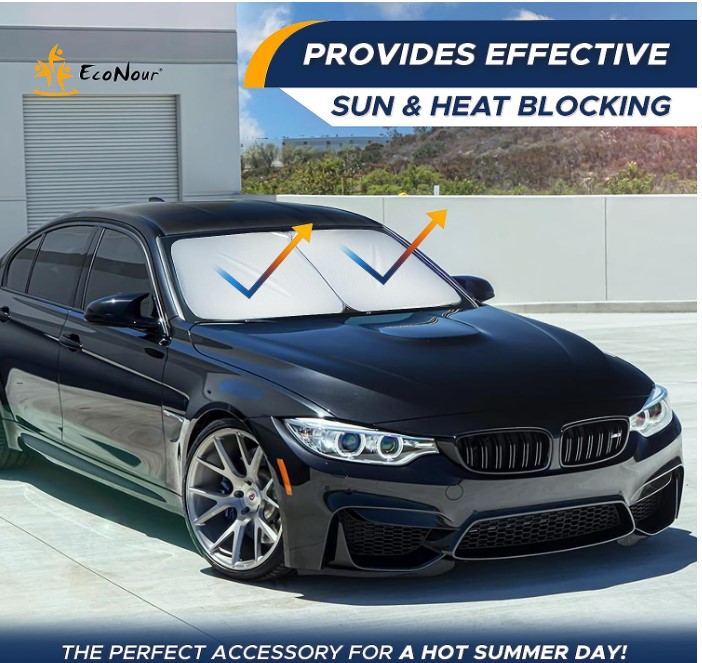 EcoNour®
PROVIDES EFFECTIVE
SUN & HEAT BLOCKING
THE PERFECT ACCESSORY FOR A HOT SUMMER DAY!